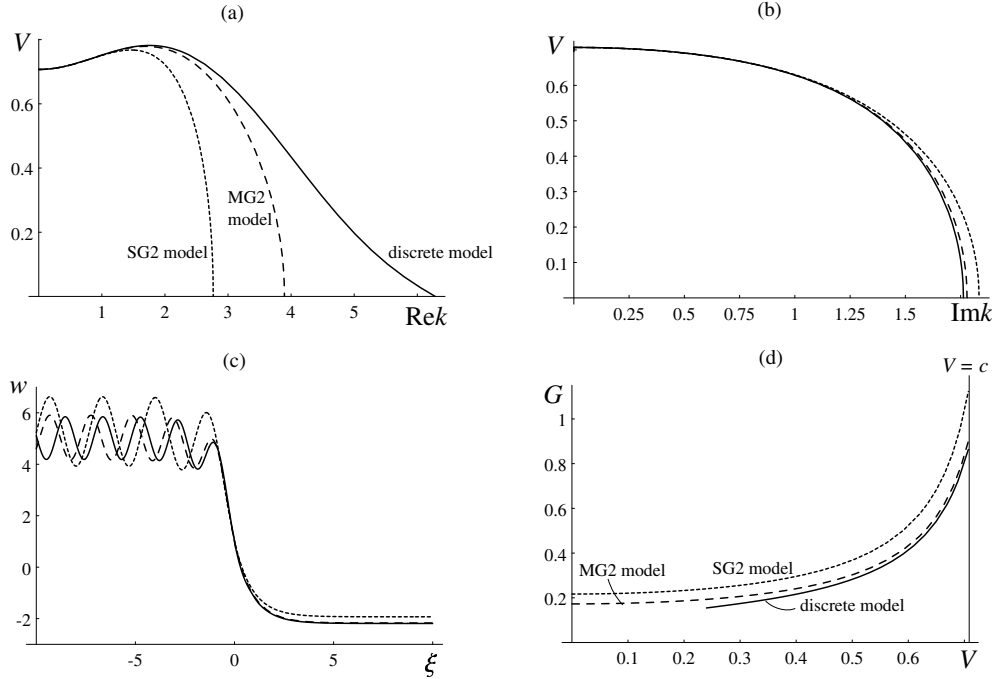 (a)
V
0.6
0.4
0.2
MG2
model
SG2 model
discrete model
1
2
3
4
5
Rek
(b)
V
0.6
0.5
0.4
0.3
0.2
0.1
0.25
0.5
0.75
1
1.25
1.5
Imk
(c)
w
6
4
2
0
-2
-5
0
5
ξ
(d)
V = c
G
1
0.8
0.6
0.4
0.2
MG2 model
SG2 model
discrete model
0.1
0.2
0.3
0.4
0.5
0.6
V